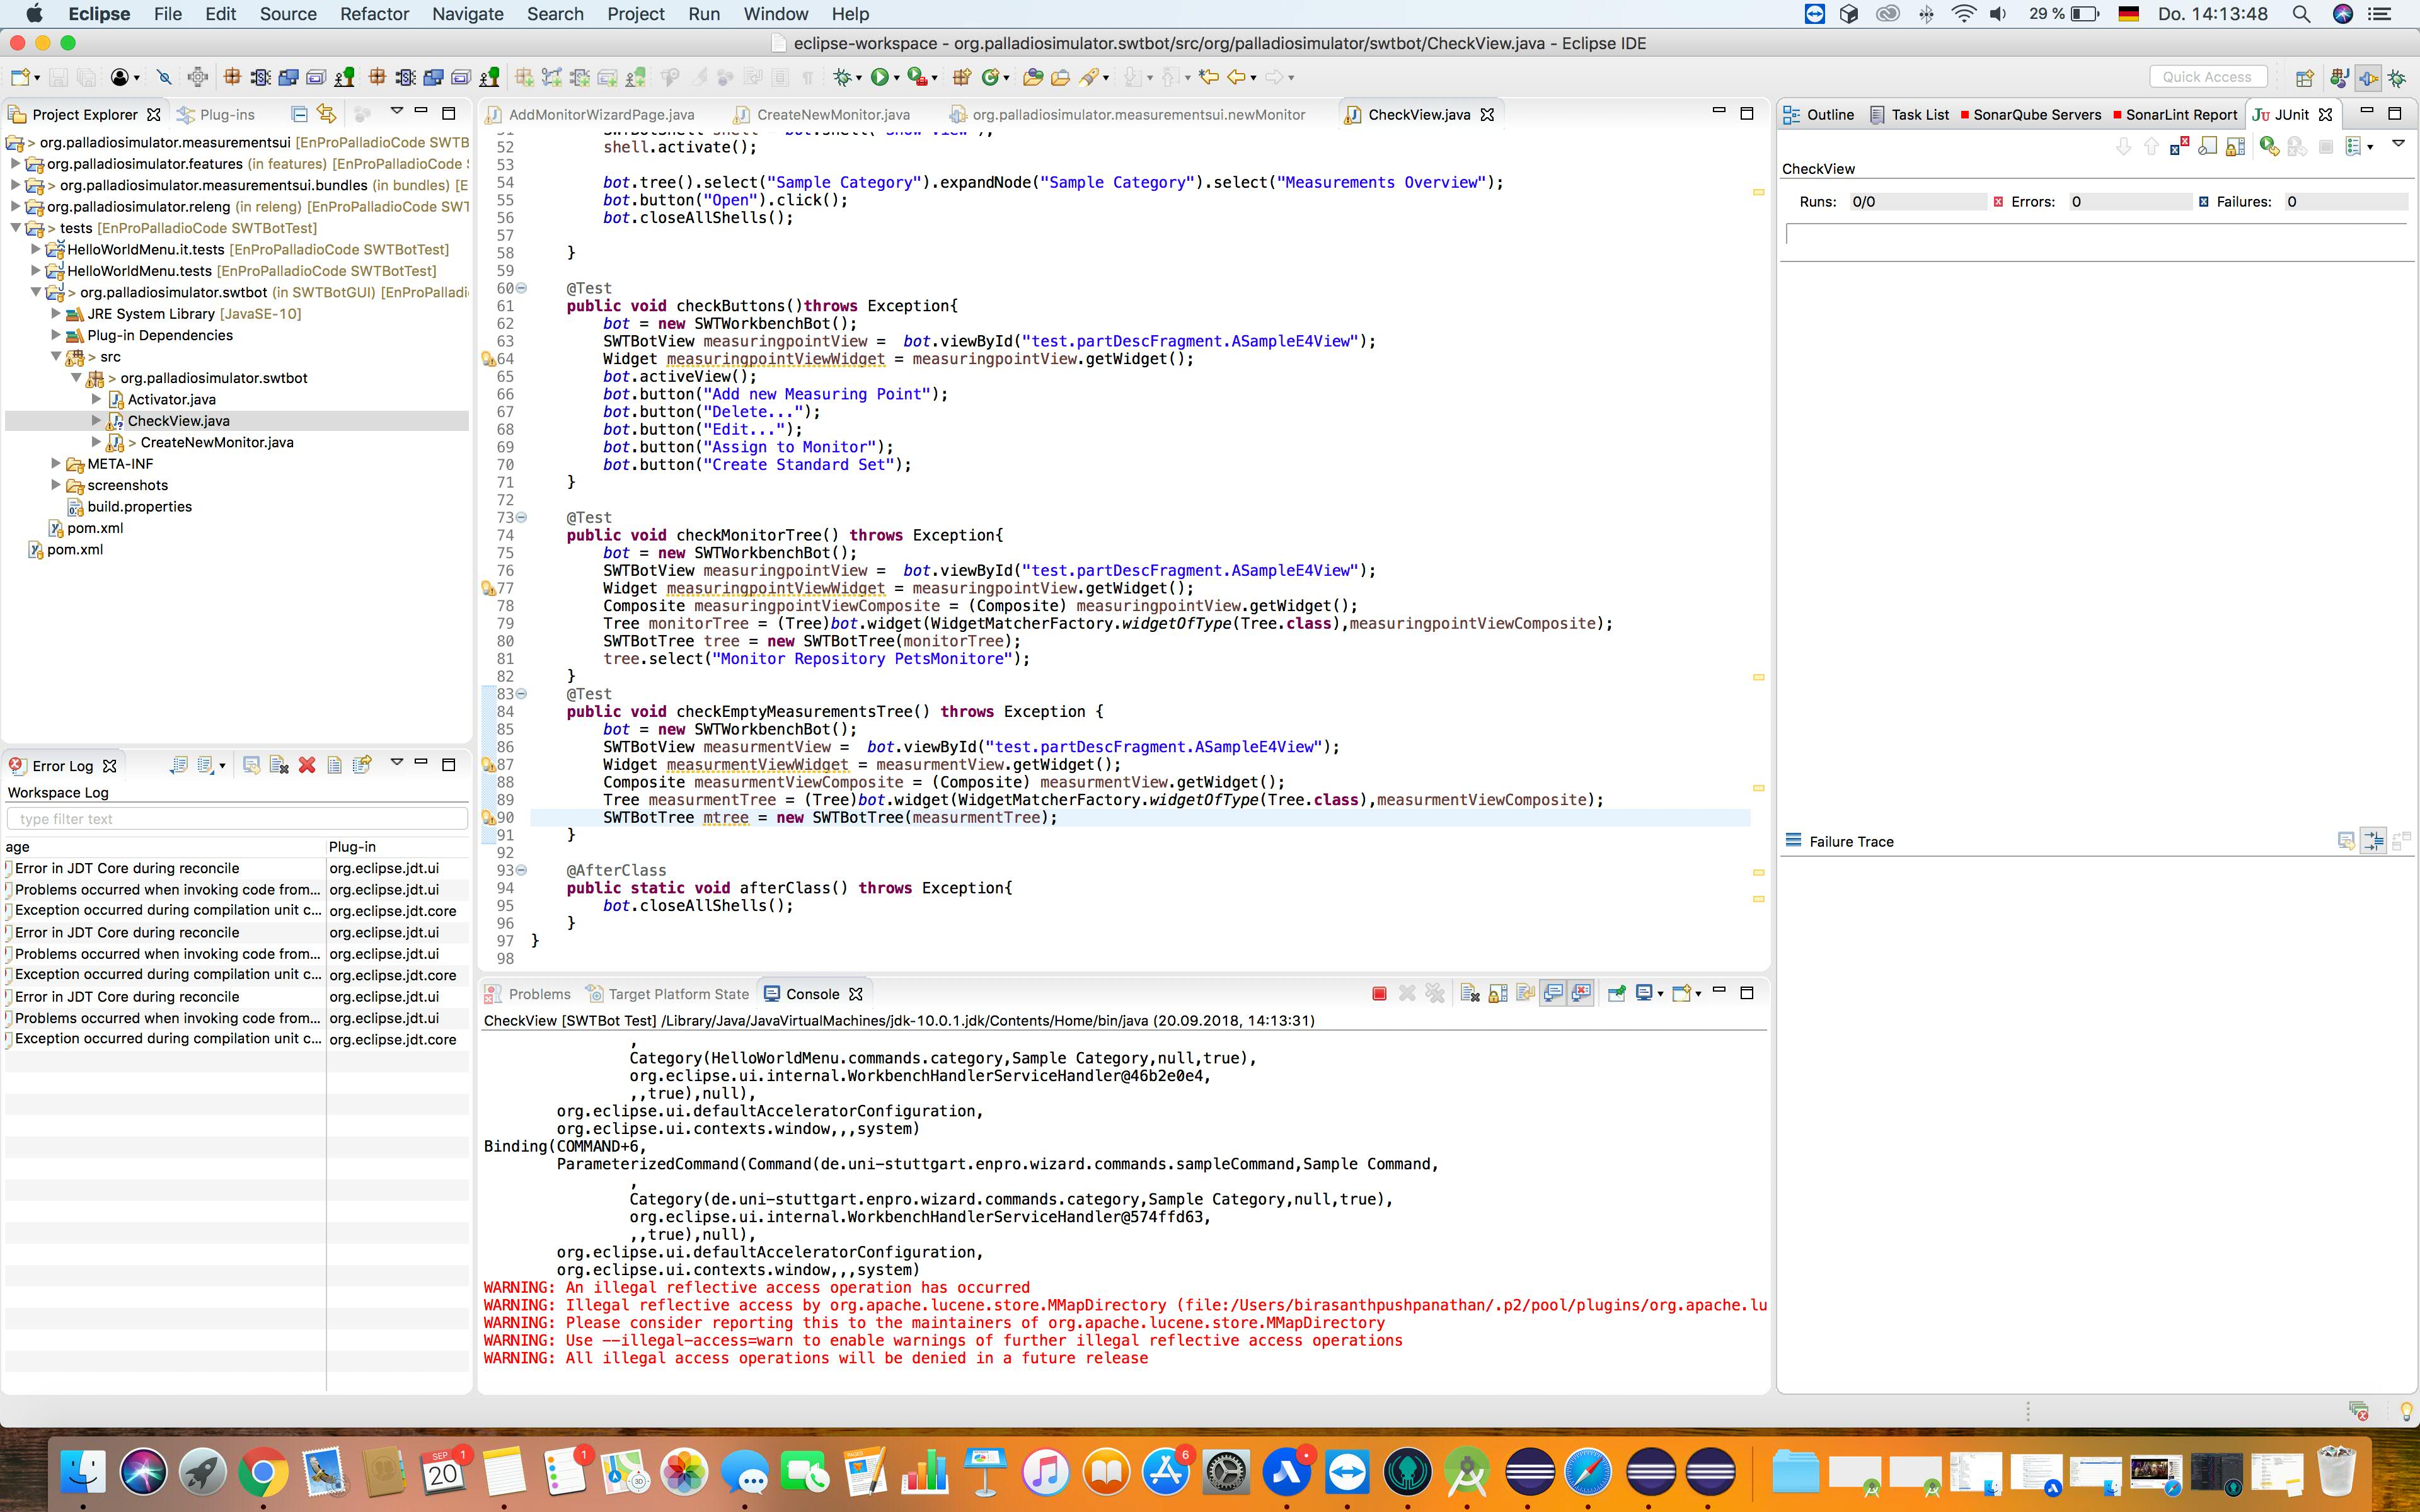 Eclipse File Edit Source Refactor Navigate Search Project Run Window Help 29 % Do. 14:13:48
eclipse-workspace - org.palladiosimulator.swtbot/src/org/palladiosimulator/swtbot/CheckView.java - Eclipse IDE
Quick Access
Project Explorer Plug-ins
> org.palladiosimulator.measurementsui [EnProPalladioCode SWTB
org.palladiosimulator.features (in features) [EnProPalladioCode
> org.palladiosimulator.measurementsui.bundles (in bundles) [E
org.palladiosimulator.releng (in releng) [EnProPalladioCode SWT
> tests [EnProPalladioCode SWTBotTest]
HelloWorldMenu.it.tests [EnProPalladioCode SWTBotTest]
HelloWorldMenu.tests [EnProPalladioCode SWTBotTest]
> org.palladiosimulator.swtbot (in SWTBotGUI) [EnProPalladi
JRE System Library [JavaSE-10]
Plug-in Dependencies
> src
> org.palladiosimulator.swtbot
Activator.java
CheckView.java
> CreateNewMonitor.java
META-INF
screenshots
build.properties
pom.xml
pom.xml
Error Log
Workspace Log
type filter text
age Plug-in
Error in JDT Core during reconcile org.eclipse.jdt.ui
Problems occurred when invoking code from... org.eclipse.jdt.ui
Exception occurred during compilation unit c... org.eclipse.jdt.core
Error in JDT Core during reconcile org.eclipse.jdt.ui
Problems occurred when invoking code from... org.eclipse.jdt.ui
Exception occurred during compilation unit c... org.eclipse.jdt.core
Error in JDT Core during reconcile org.eclipse.jdt.ui
Problems occurred when invoking code from... org.eclipse.jdt.ui
Exception occurred during compilation unit c... org.eclipse.jdt.core
AddMonitorWizardPage.java CreateNewMonitor.java org.palladiosimulator.measurementsui.newMonitor CheckView.java
51 SWTBotShell shell = bot.shell("Show View");
52 shell.activate();
53
54 bot.tree().select("Sample Category").expandNode("Sample Category").select("Measurements Overview");
55 bot.button("Open").click();
56 bot.closeAllShells();
57
58 }
59
60 @Test
61 public void checkButtons()throws Exception{
62 bot = new SWTWorkbenchBot();
63 SWTBotView measuringpointView = bot.viewById("test.partDescFragment.ASampleE4View");
64 Widget measuringpointViewWidget = measuringpointView.getWidget();
65 bot.activeView();
66 bot.button("Add new Measuring Point");
67 bot.button("Delete...");
68 bot.button("Edit...");
69 bot.button("Assign to Monitor");
70 bot.button("Create Standard Set");
71 }
72
73 @Test
74 public void checkMonitorTree() throws Exception{
75 bot = new SWTWorkbenchBot();
76 SWTBotView measuringpointView = bot.viewById("test.partDescFragment.ASampleE4View");
77 Widget measuringpointViewWidget = measuringpointView.getWidget();
78 Composite measuringpointViewComposite = (Composite) measuringpointView.getWidget();
79 Tree monitorTree = (Tree)bot.widget(WidgetMatcherFactory.widgetOfType(Tree.class),measuringpointViewComposite);
80 SWTBotTree tree = new SWTBotTree(monitorTree);
81 tree.select("Monitor Repository PetsMonitore");
82 }
83 @Test
84 public void checkEmptyMeasurementsTree() throws Exception {
85 bot = new SWTWorkbenchBot();
86 SWTBotView measurmentView = bot.viewById("test.partDescFragment.ASampleE4View");
87 Widget measurmentViewWidget = measurmentView.getWidget();
88 Composite measurmentViewComposite = (Composite) measurmentView.getWidget();
89 Tree measurmentTree = (Tree)bot.widget(WidgetMatcherFactory.widgetOfType(Tree.class),measurmentViewComposite);
90 SWTBotTree mtree = new SWTBotTree(measurmentTree);
91 }
92
93 @AfterClass
94 public static void afterClass() throws Exception{
95 bot.closeAllShells();
96 }
97 }
98
Problems Target Platform State Console
CheckView [SWTBot Test] /Library/Java/JavaVirtualMachines/jdk-10.0.1.jdk/Contents/Home/bin/java (20.09.2018, 14:13:31)
,
Category(HelloWorldMenu.commands.category,Sample Category,null,true),
org.eclipse.ui.internal.WorkbenchHandlerServiceHandler@46b2e0e4,
,,true),null),
org.eclipse.ui.defaultAcceleratorConfiguration,
org.eclipse.ui.contexts.window,,,system)
Binding(COMMAND+6,
ParameterizedCommand(Command(de.uni-stuttgart.enpro.wizard.commands.sampleCommand,Sample Command,
,
Category(de.uni-stuttgart.enpro.wizard.commands.category,Sample Category,null,true),
org.eclipse.ui.internal.WorkbenchHandlerServiceHandler@574ffd63,
,,true),null),
org.eclipse.ui.defaultAcceleratorConfiguration,
org.eclipse.ui.contexts.window,,,system)
WARNING: An illegal reflective access operation has occurred
WARNING: Illegal reflective access by org.apache.lucene.store.MMapDirectory (file:/Users/birasanthpushpanathan/.p2/pool/plugins/org.apache.lu
WARNING: Please consider reporting this to the maintainers of org.apache.lucene.store.MMapDirectory
WARNING: Use --illegal-access=warn to enable warnings of further illegal reflective access operations
WARNING: All illegal access operations will be denied in a future release
Outline Task List SonarQube Servers SonarLint Report JUnit
CheckView
Runs: 0/0 Errors: 0 Failures: 0
Failure Trace
SEP 20 1
1
3D
PAGES
6